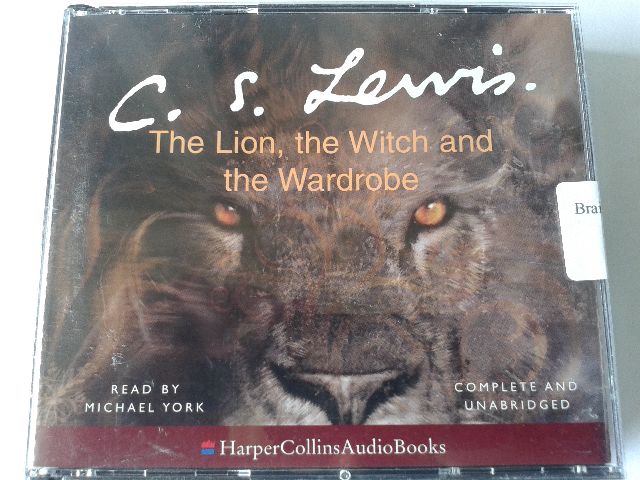 C. S. Lewis.
The Lion, the Witch and
the Wardrobe
READ BY
MICHAEL YORK
COMPLETE AND
UNABRIDGED
HarperCollinsAudioBooks